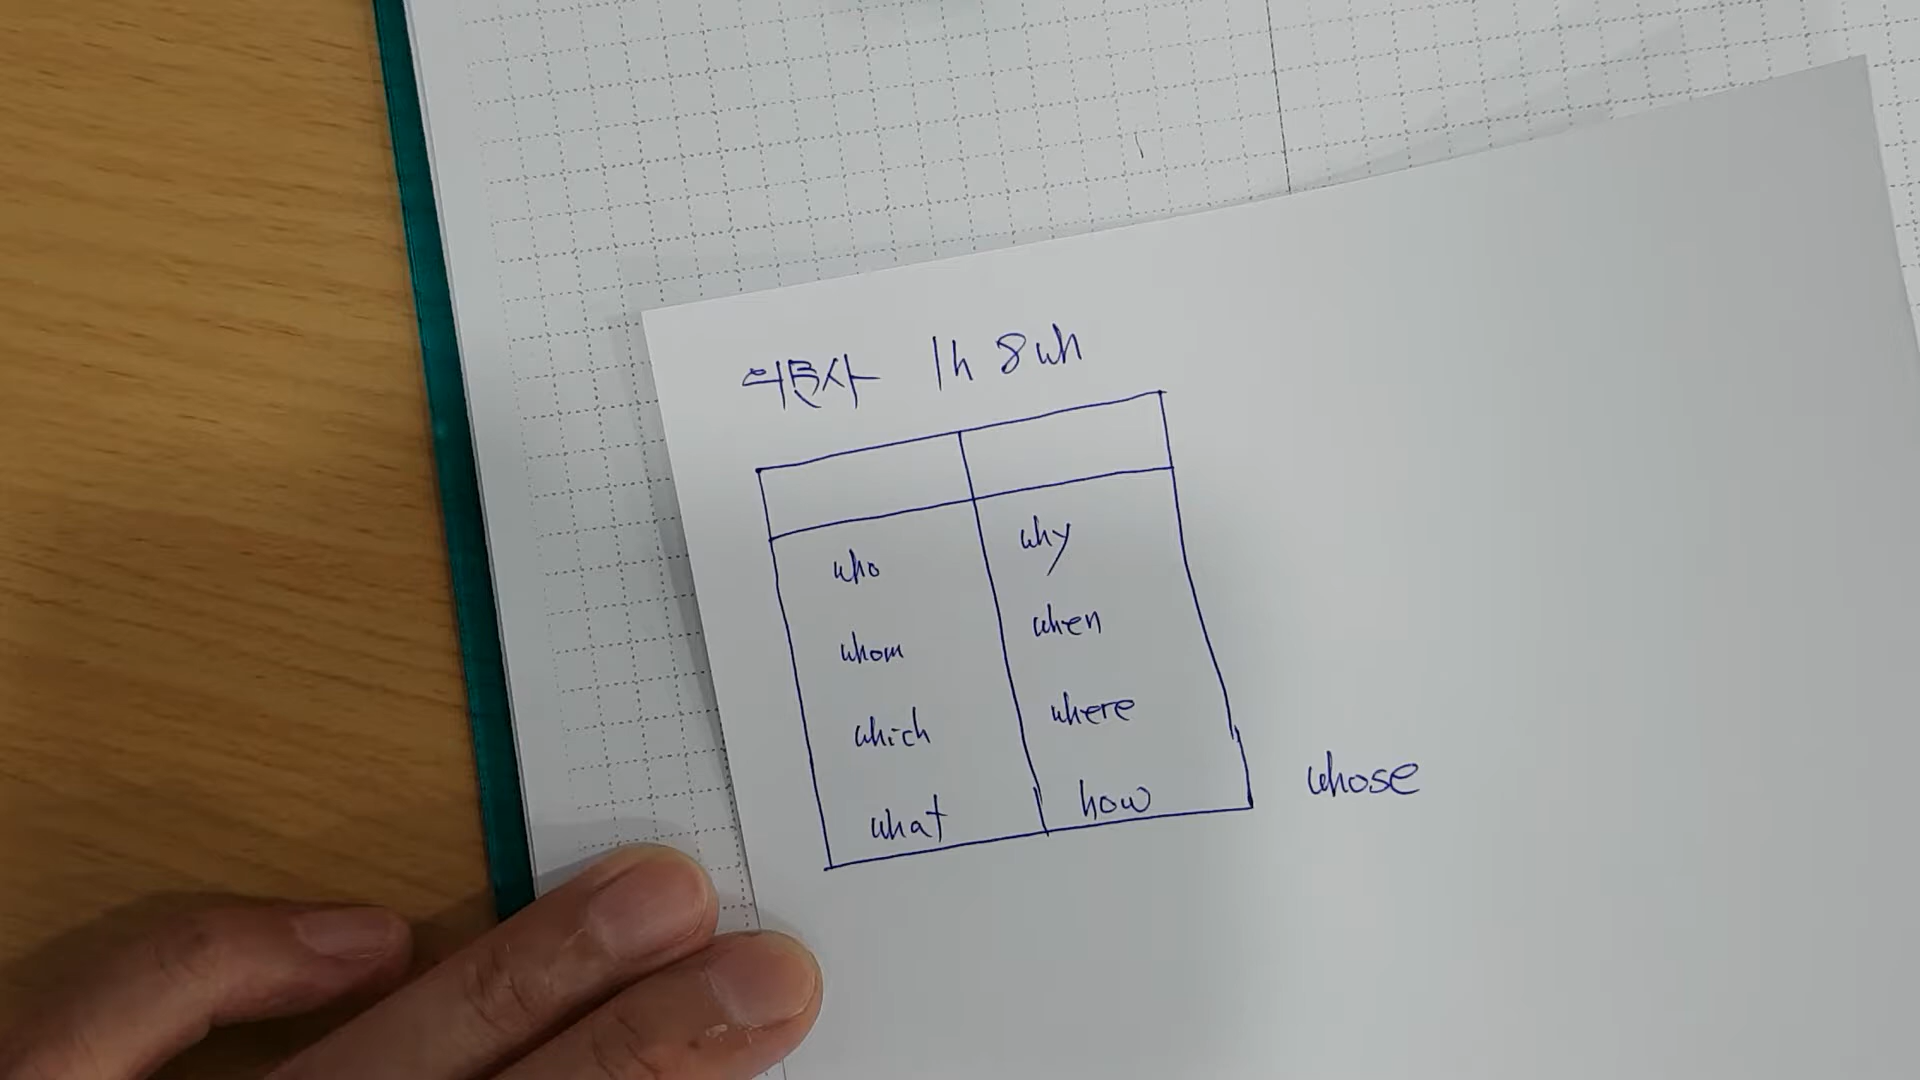 의문사 1h 8wh
who why
whom when
which where
what how whose